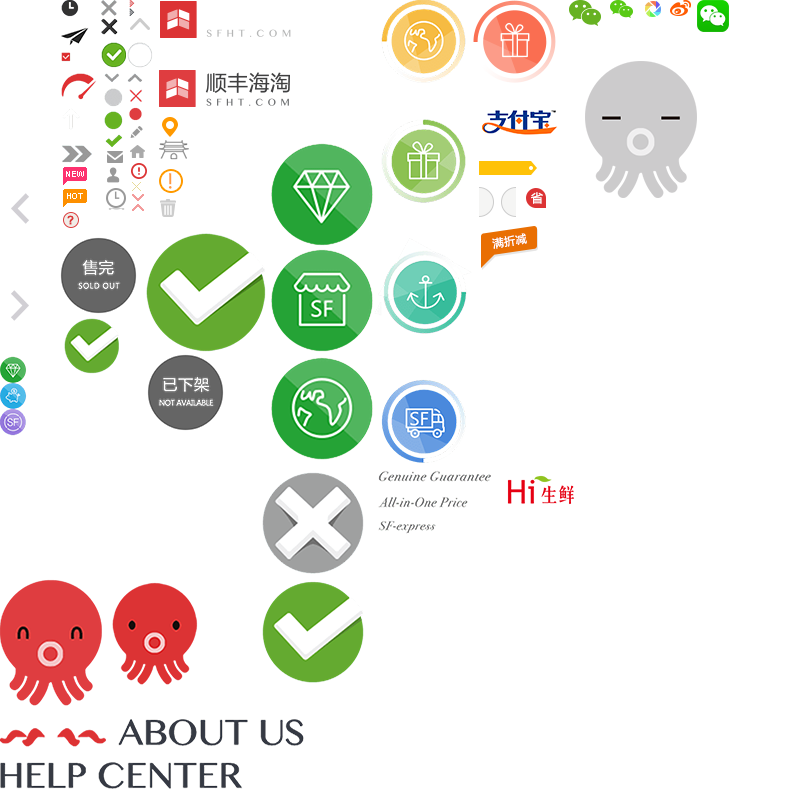 SFHT.COM
顺丰海淘
SFHT.COM
支付宝
NEW
HOT
省
满折减
售完
SOLD OUT
SF
已下架
NOT AVAILABLE
SF
SF
Genuine Guarantee
All-in-One Price
SF-express
Hi生鲜
ABOUT US
HELP CENTER